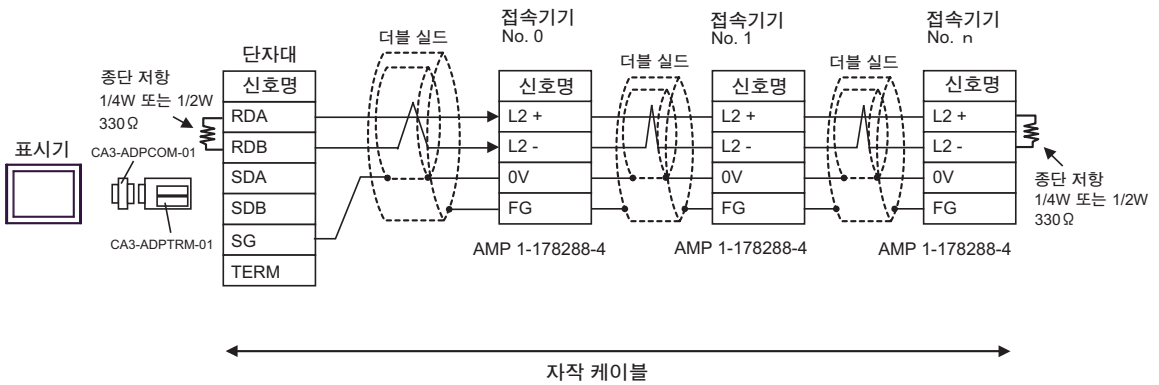 접속기기
No. 0
접속기기
No. 1
접속기기
No. n
더블 실드
더블 실드
더블 실드
단자대
종단 저항
1/4W 또는 1/2W
330Ω
표시기
CA3-ADPCOM-01
CA3-ADPTRM-01
신호명
RDA
RDB
SDA
SDB
SG
TERM
신호명
L2 +
L2 -
0V
FG
AMP 1-178288-4
신호명
L2 +
L2 -
0V
FG
AMP 1-178288-4
신호명
L2 +
L2 -
0V
FG
AMP 1-178288-4
종단 저항
1/4W 또는 1/2W
330Ω
자작 케이블